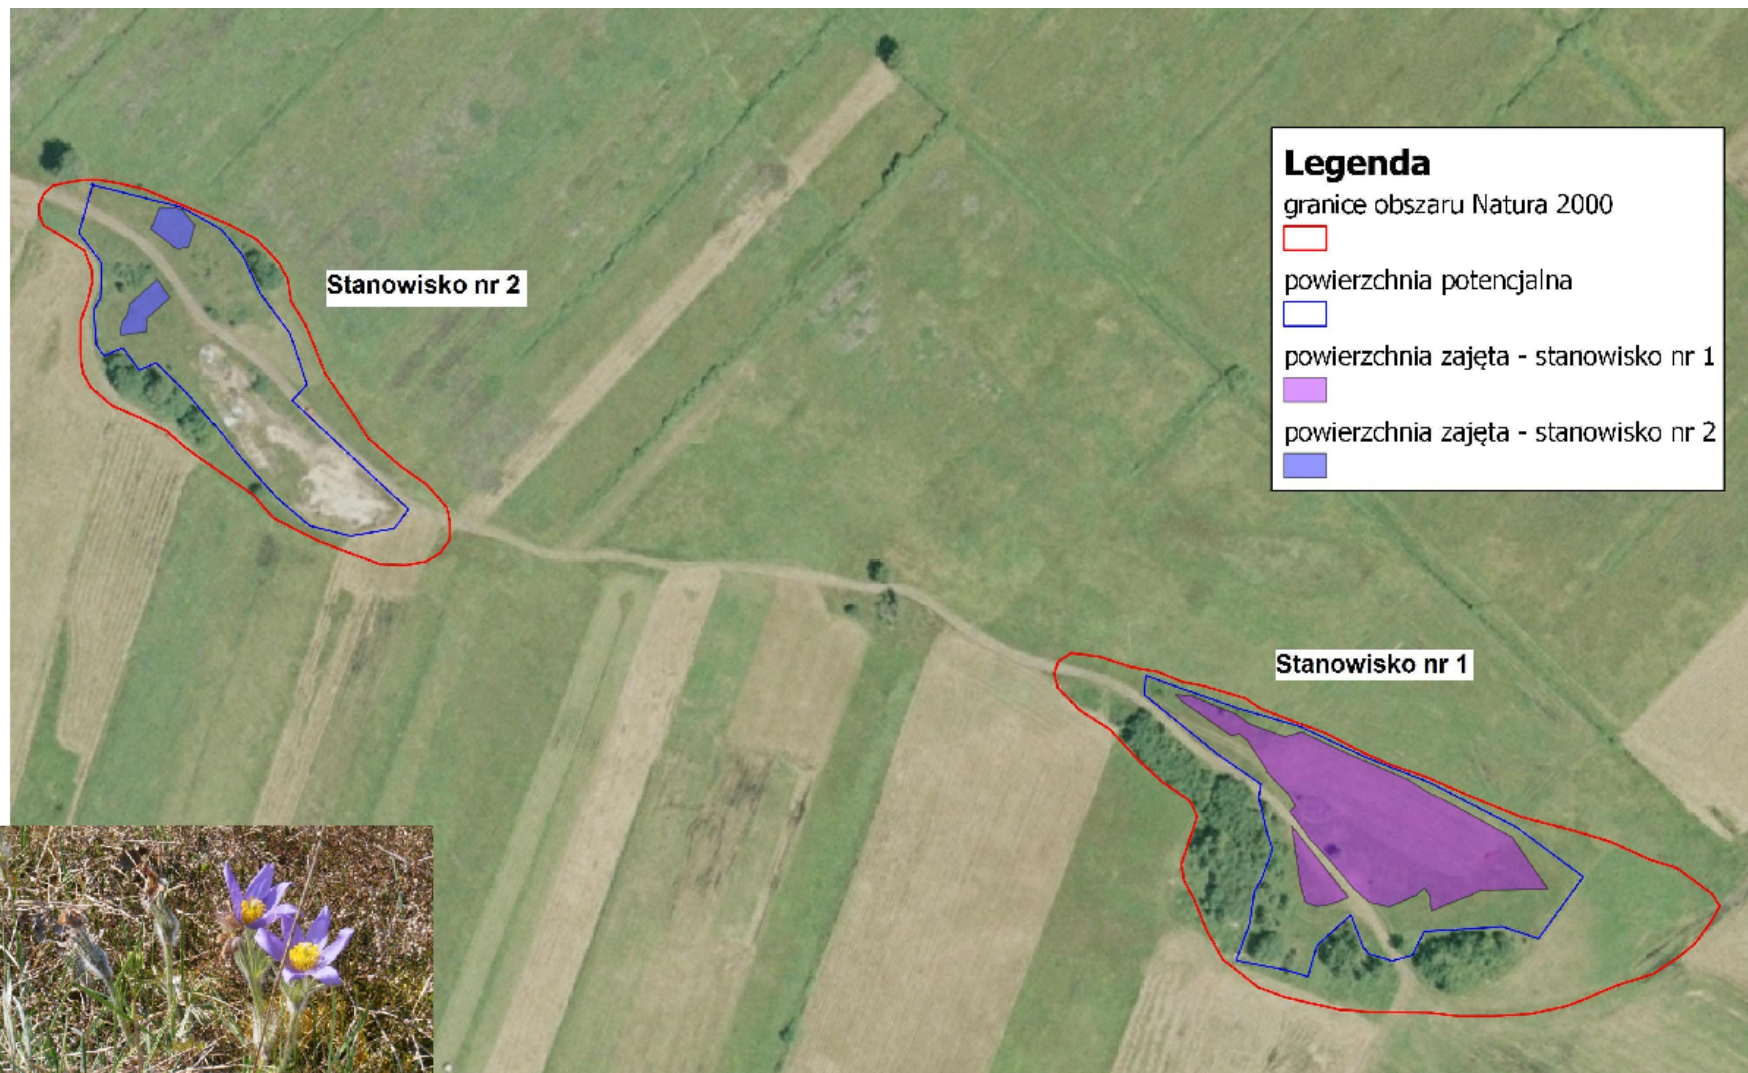 Legenda
granice obszaru Natura 2000
powierzchnia potencjalna
powierzchnia zajęta - stanowisko nr 1
powierzchnia zajęta - stanowisko nr 2
Stanowisko nr 2
Stanowisko nr 1